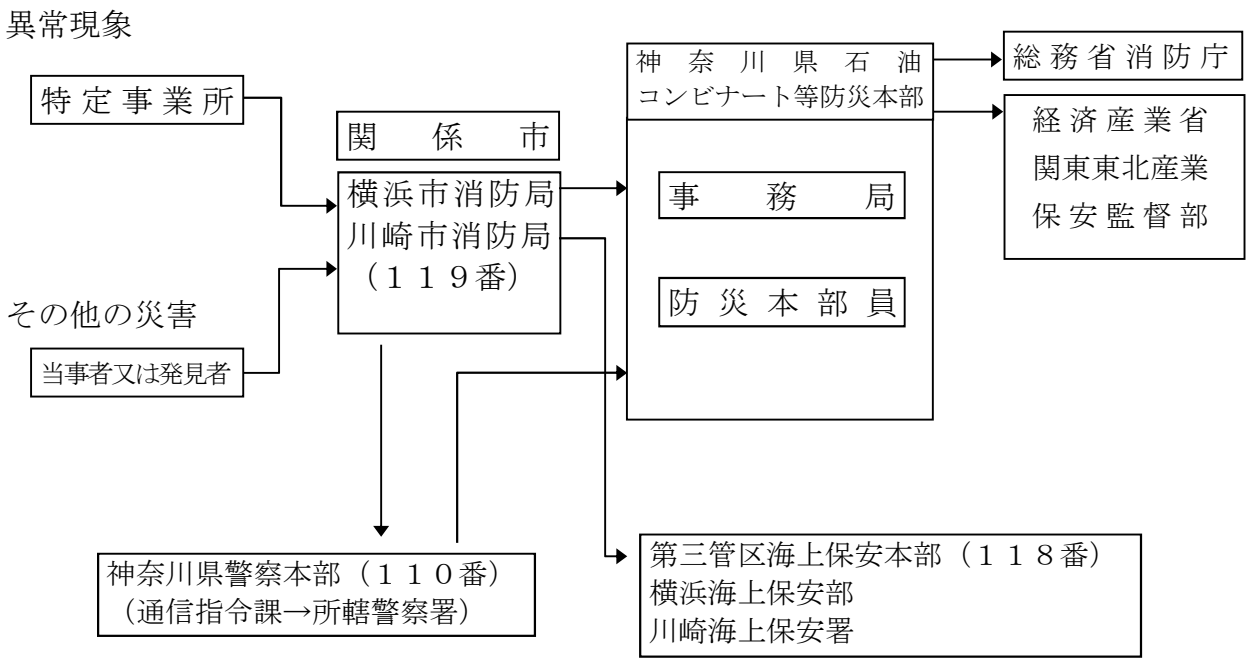 異常現象
特定事業所
関係市
横浜市消防局
川崎市消防局
（１１９番）
その他の災害
当事者又は発見者
神奈川県石油
コンビナート等防災本部
事務局
防災本部員
総務省消防庁
経済産業省
関東東北産業
保安監督部
神奈川県警察本部（１１０番）
（通信指令課→所轄警察署）
第三管区海上保安本部（１１８番）
横浜海上保安部
川崎海上保安署